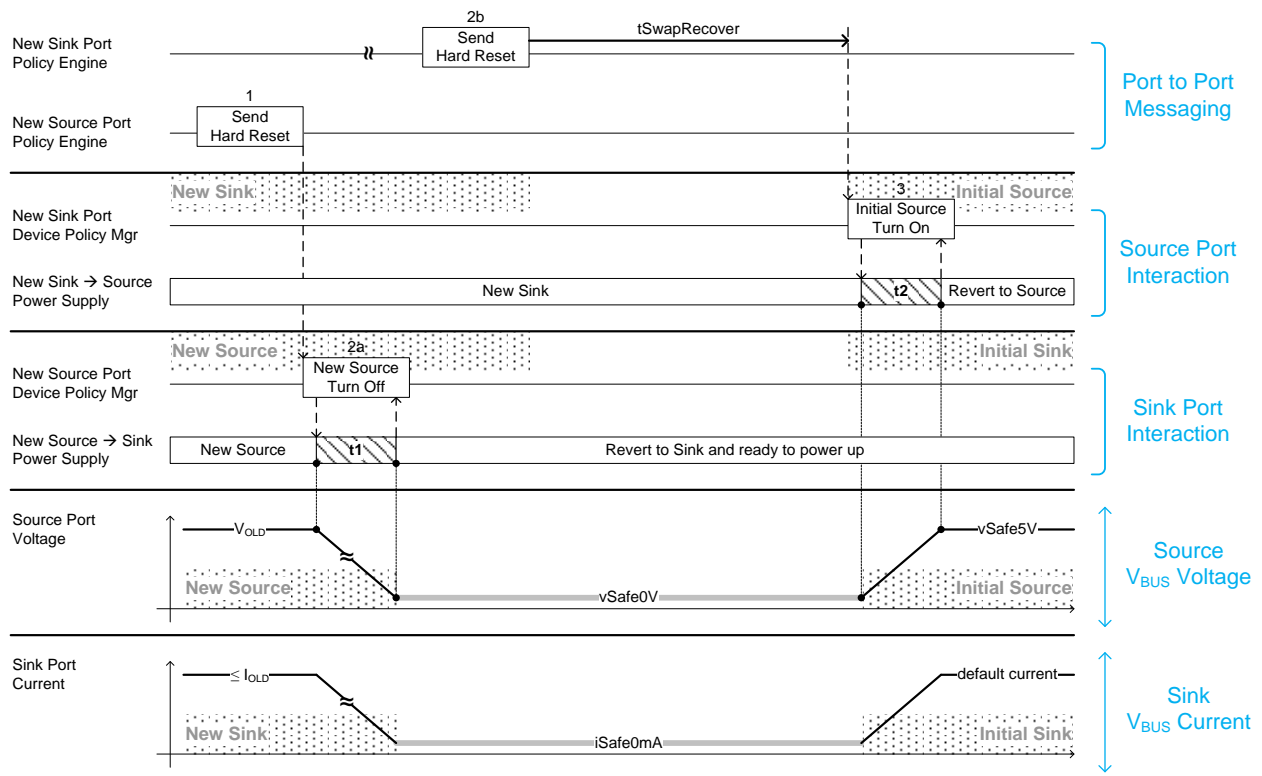 2b
Send
Hard Reset
tSwapRecover
New Sink Port
Policy Engine
≈
Port to Port
Messaging
1
Send
Hard Reset
New Source Port
Policy Engine
New Sink
3
Initial Source
Initial Source
Turn On
New Sink Port
Device Policy Mgr
Source Port
Interaction
New Sink → Source
Power Supply
New Sink
t2
Revert to Source
New Source
2a
Initial Sink
New Source
Turn Off
New Source Port
Device Policy Mgr
Sink Port
Interaction
New Source → Sink
Power Supply
New Source
t1
Revert to Sink and ready to power up
Source Port
Voltage
VOLD
≈
vSafe5V
New Source
vSafe0V
Initial Source
Source
VBUS Voltage
Sink Port
Current
≤ IOLD
≈
default current
New Sink
iSafe0mA
Initial Sink
Sink
VBUS Current